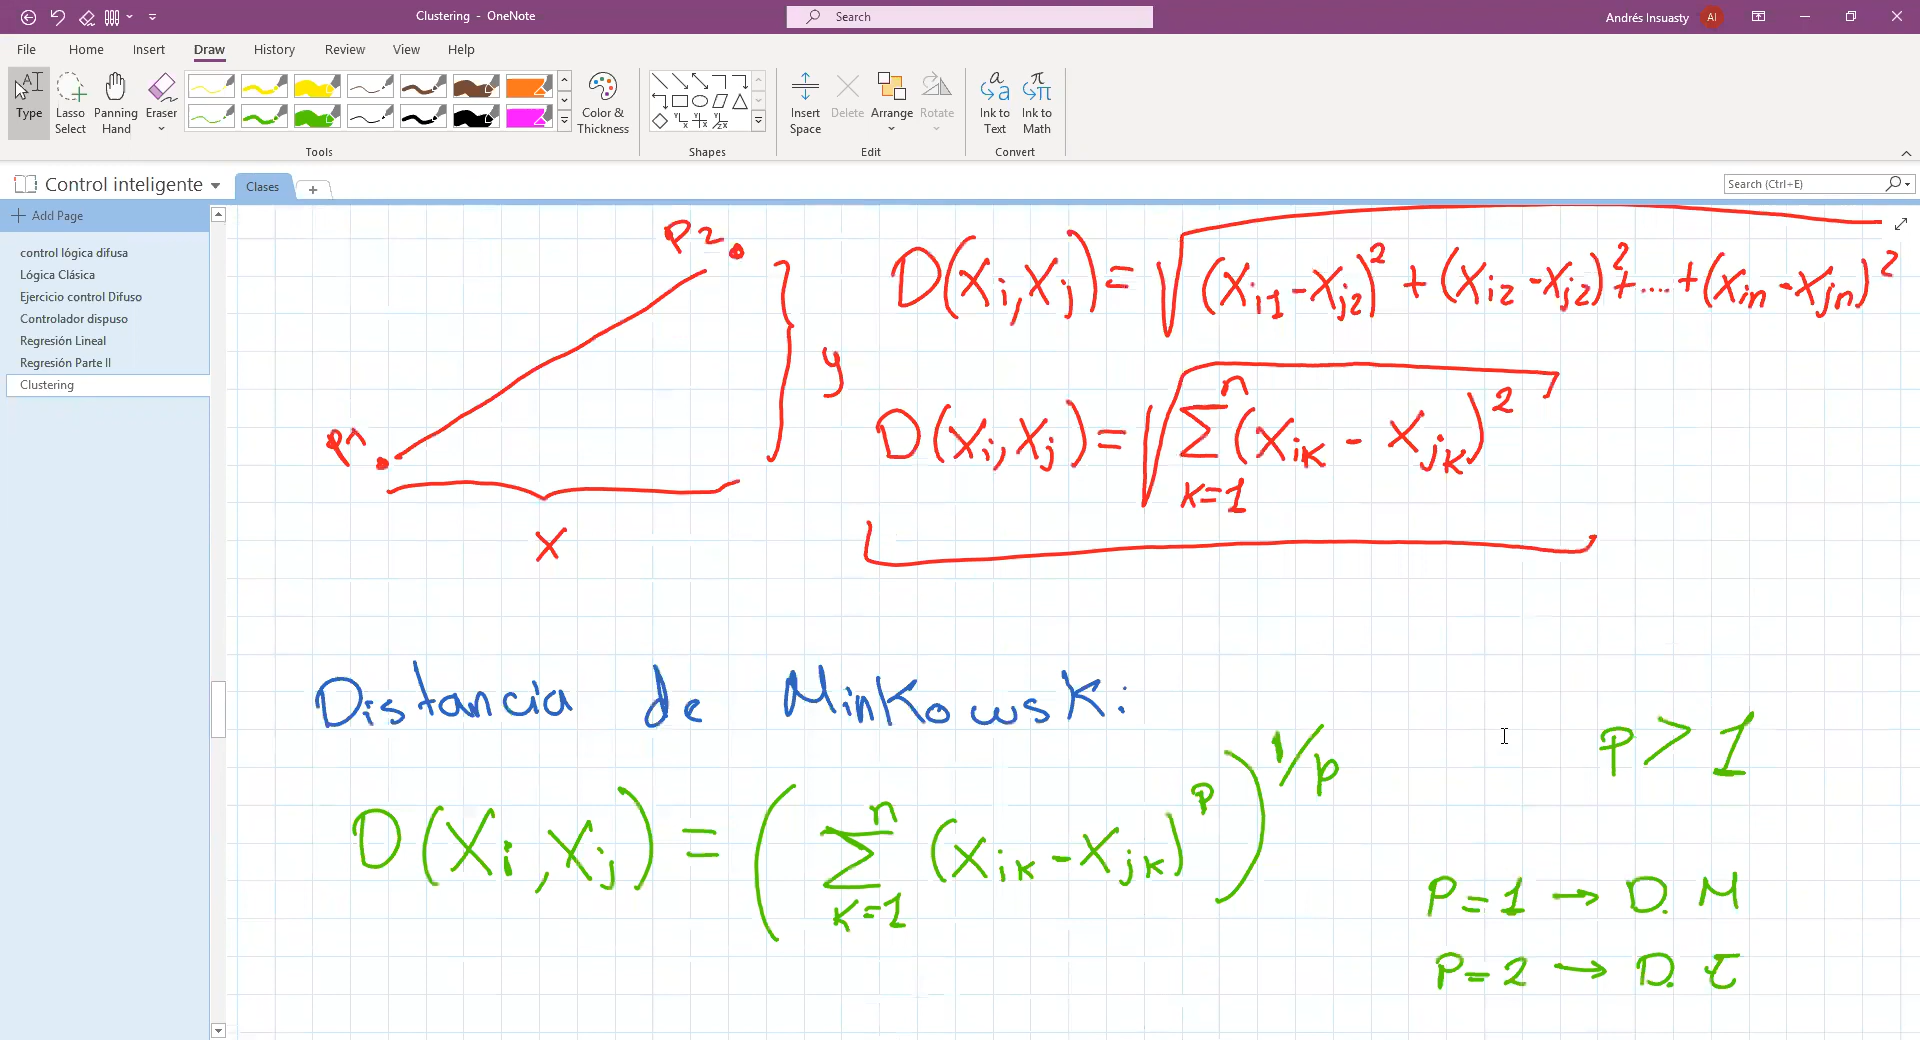 Clustering - OneNote
Search
Andrés Insuasty
AI
File Home Insert Draw History Review View Help
Type
Lasso Select
Panning Hand
Eraser
Color & Thickness
Insert Space
Delete
Arrange
Rotate
Ink to Text
Ink to Math
Tools
Shapes
Edit
Convert
Control inteligente
Clases
Search (Ctrl+E)
Add Page
control lógica difusa
Lógica Clásica
Ejercicio control Difuso
Controlador dispuso
Regresión Lineal
Regresión Parte II
Clustering
P2
P1
y
x
D(Xi, Xj) = √(Xi1 - Xj2)² + (Xi2 - Xj2)² + .... + (Xin - Xjn)²
D(Xi, Xj) = √Σ(k=1 n) (Xik - Xjk)²
Distancia de Minkowski:
D(Xi, Xj) = (Σ(k=1 n) (Xik - Xjk)^p)^1/p
P > 1
P = 1 → D. M
P = 2 → D. E